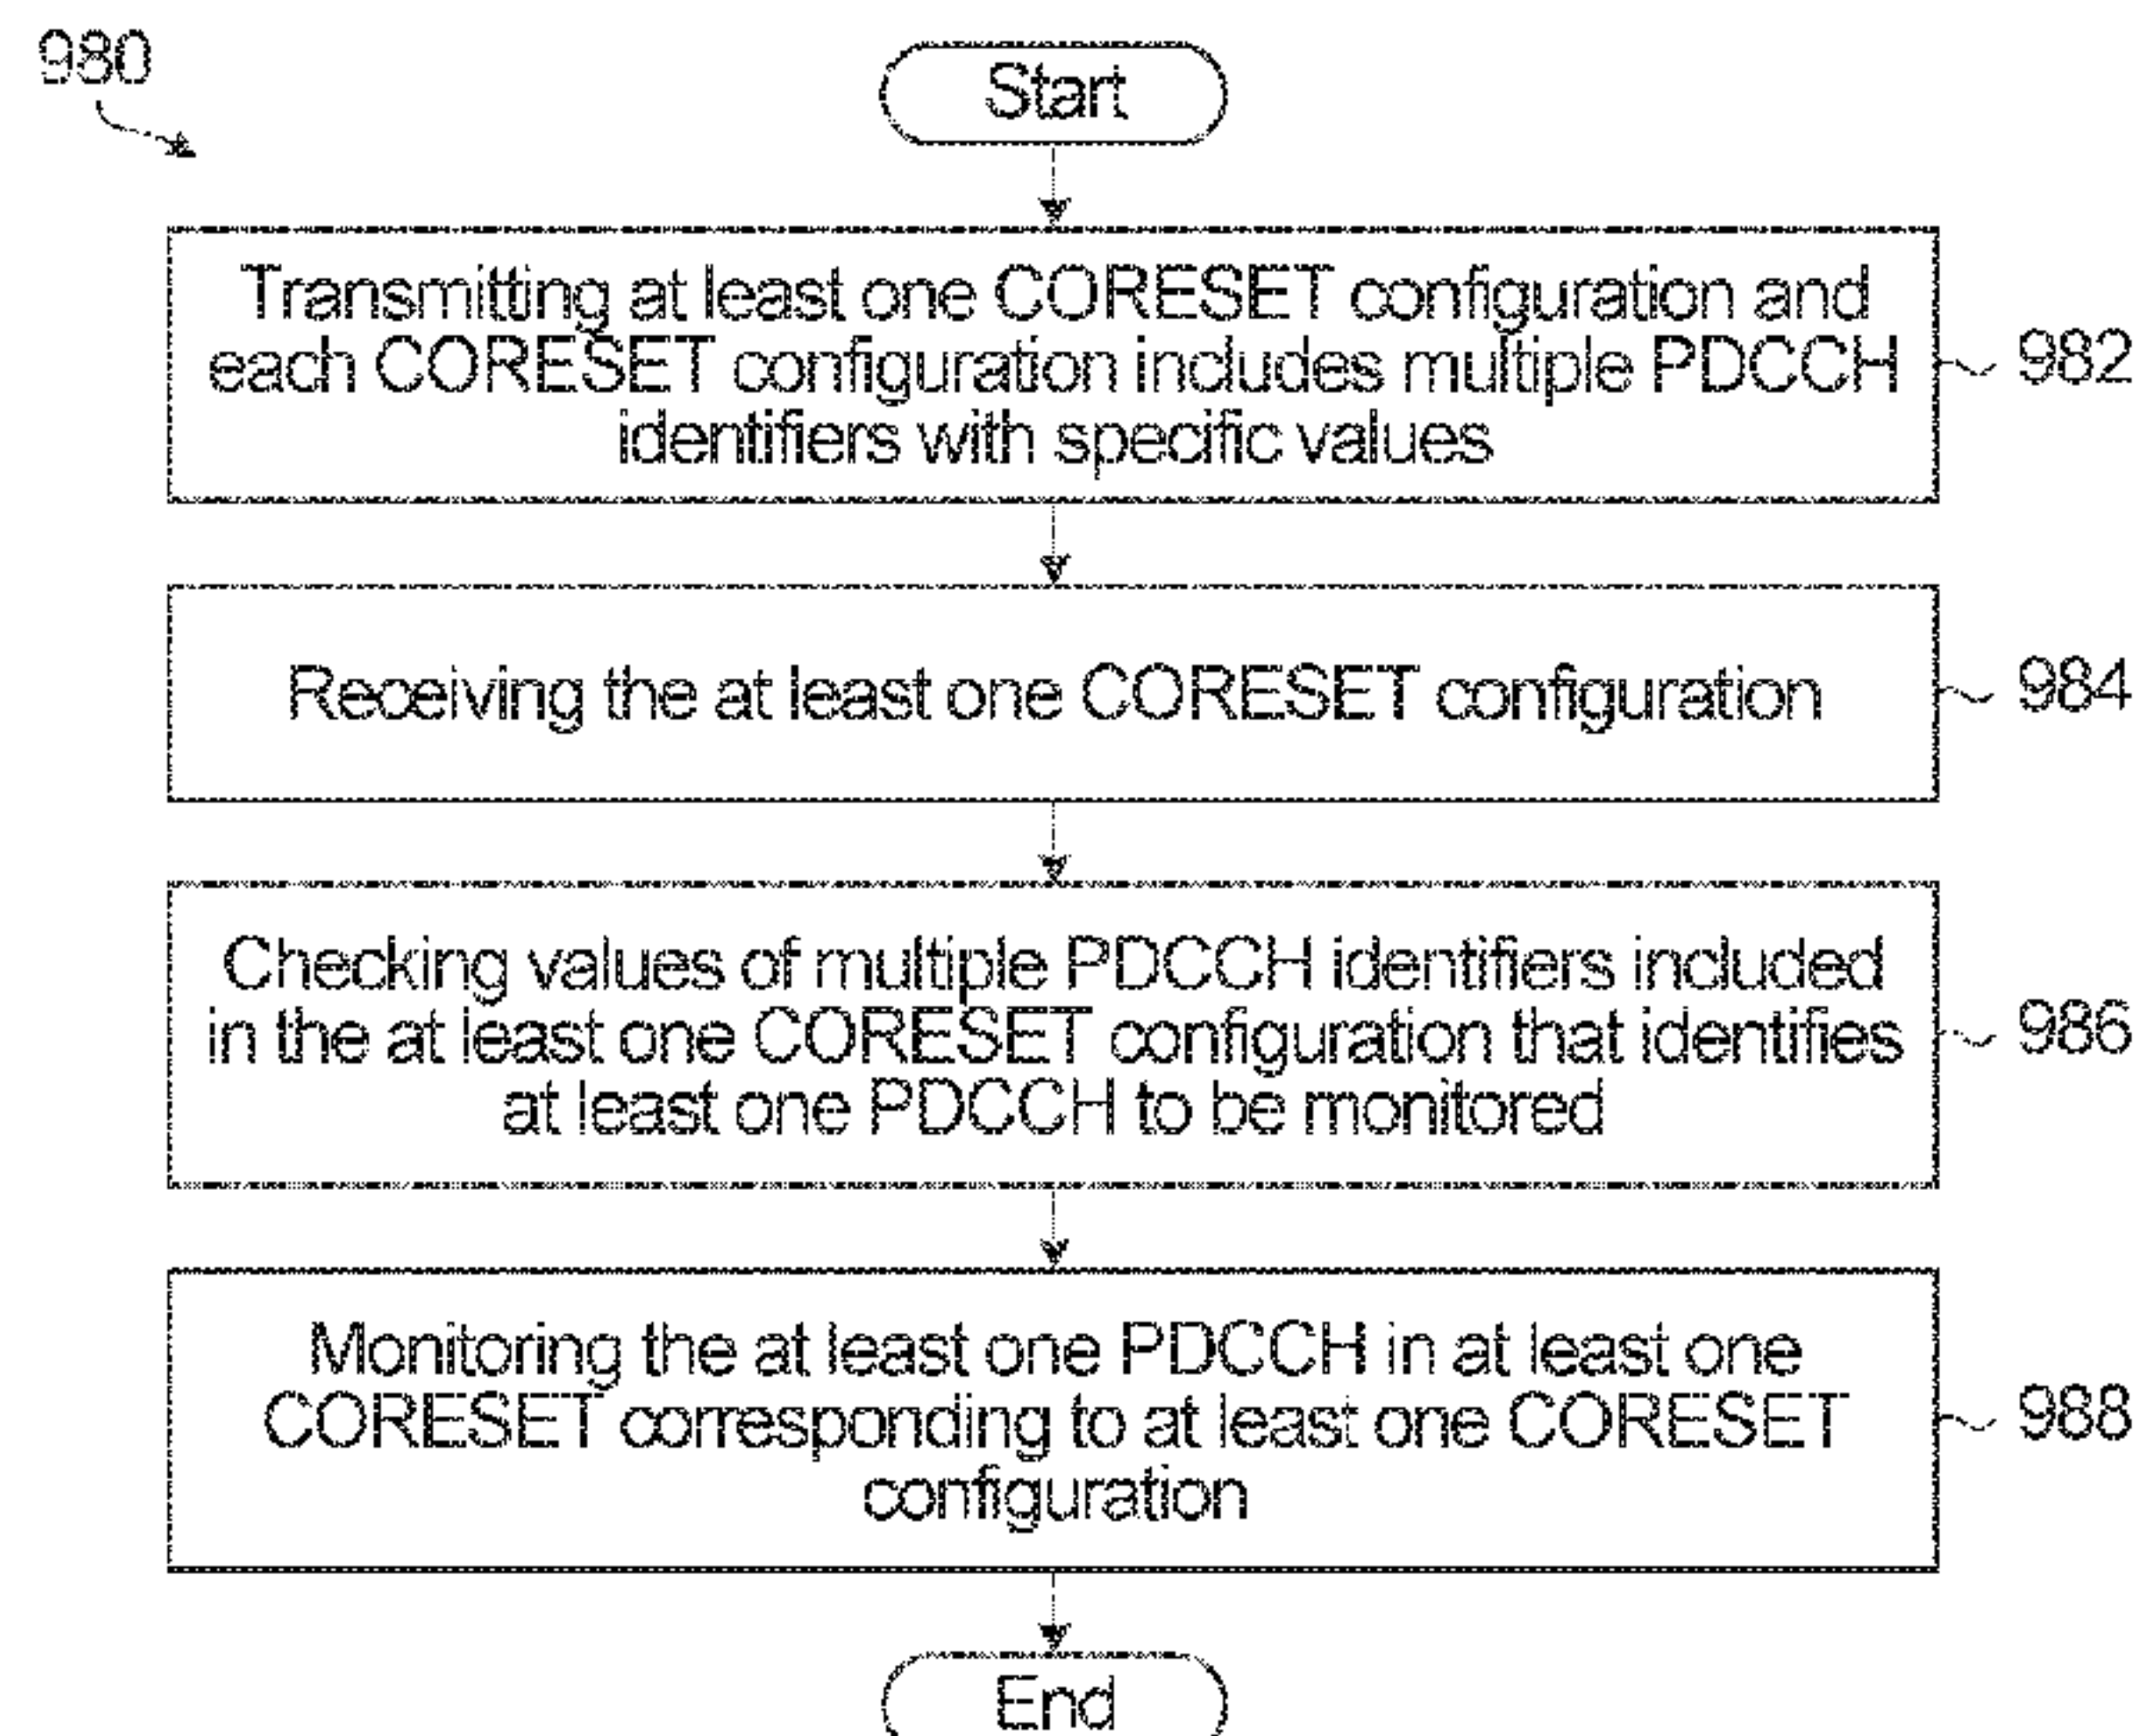 980
Start
Transmitting at least one CORESET configuration and
each CORESET configuration includes multiple PDCCH
identifiers with specific values
982
Receiving the at least one CORESET configuration
984
Checking values of multiple PDCCH identifiers included
in the at least one CORESET configuration that identifies
at least one PDCCH to be monitored
986
Monitoring the at least one PDCCH in at least one
CORESET corresponding to at least one CORESET
configuration
988
End